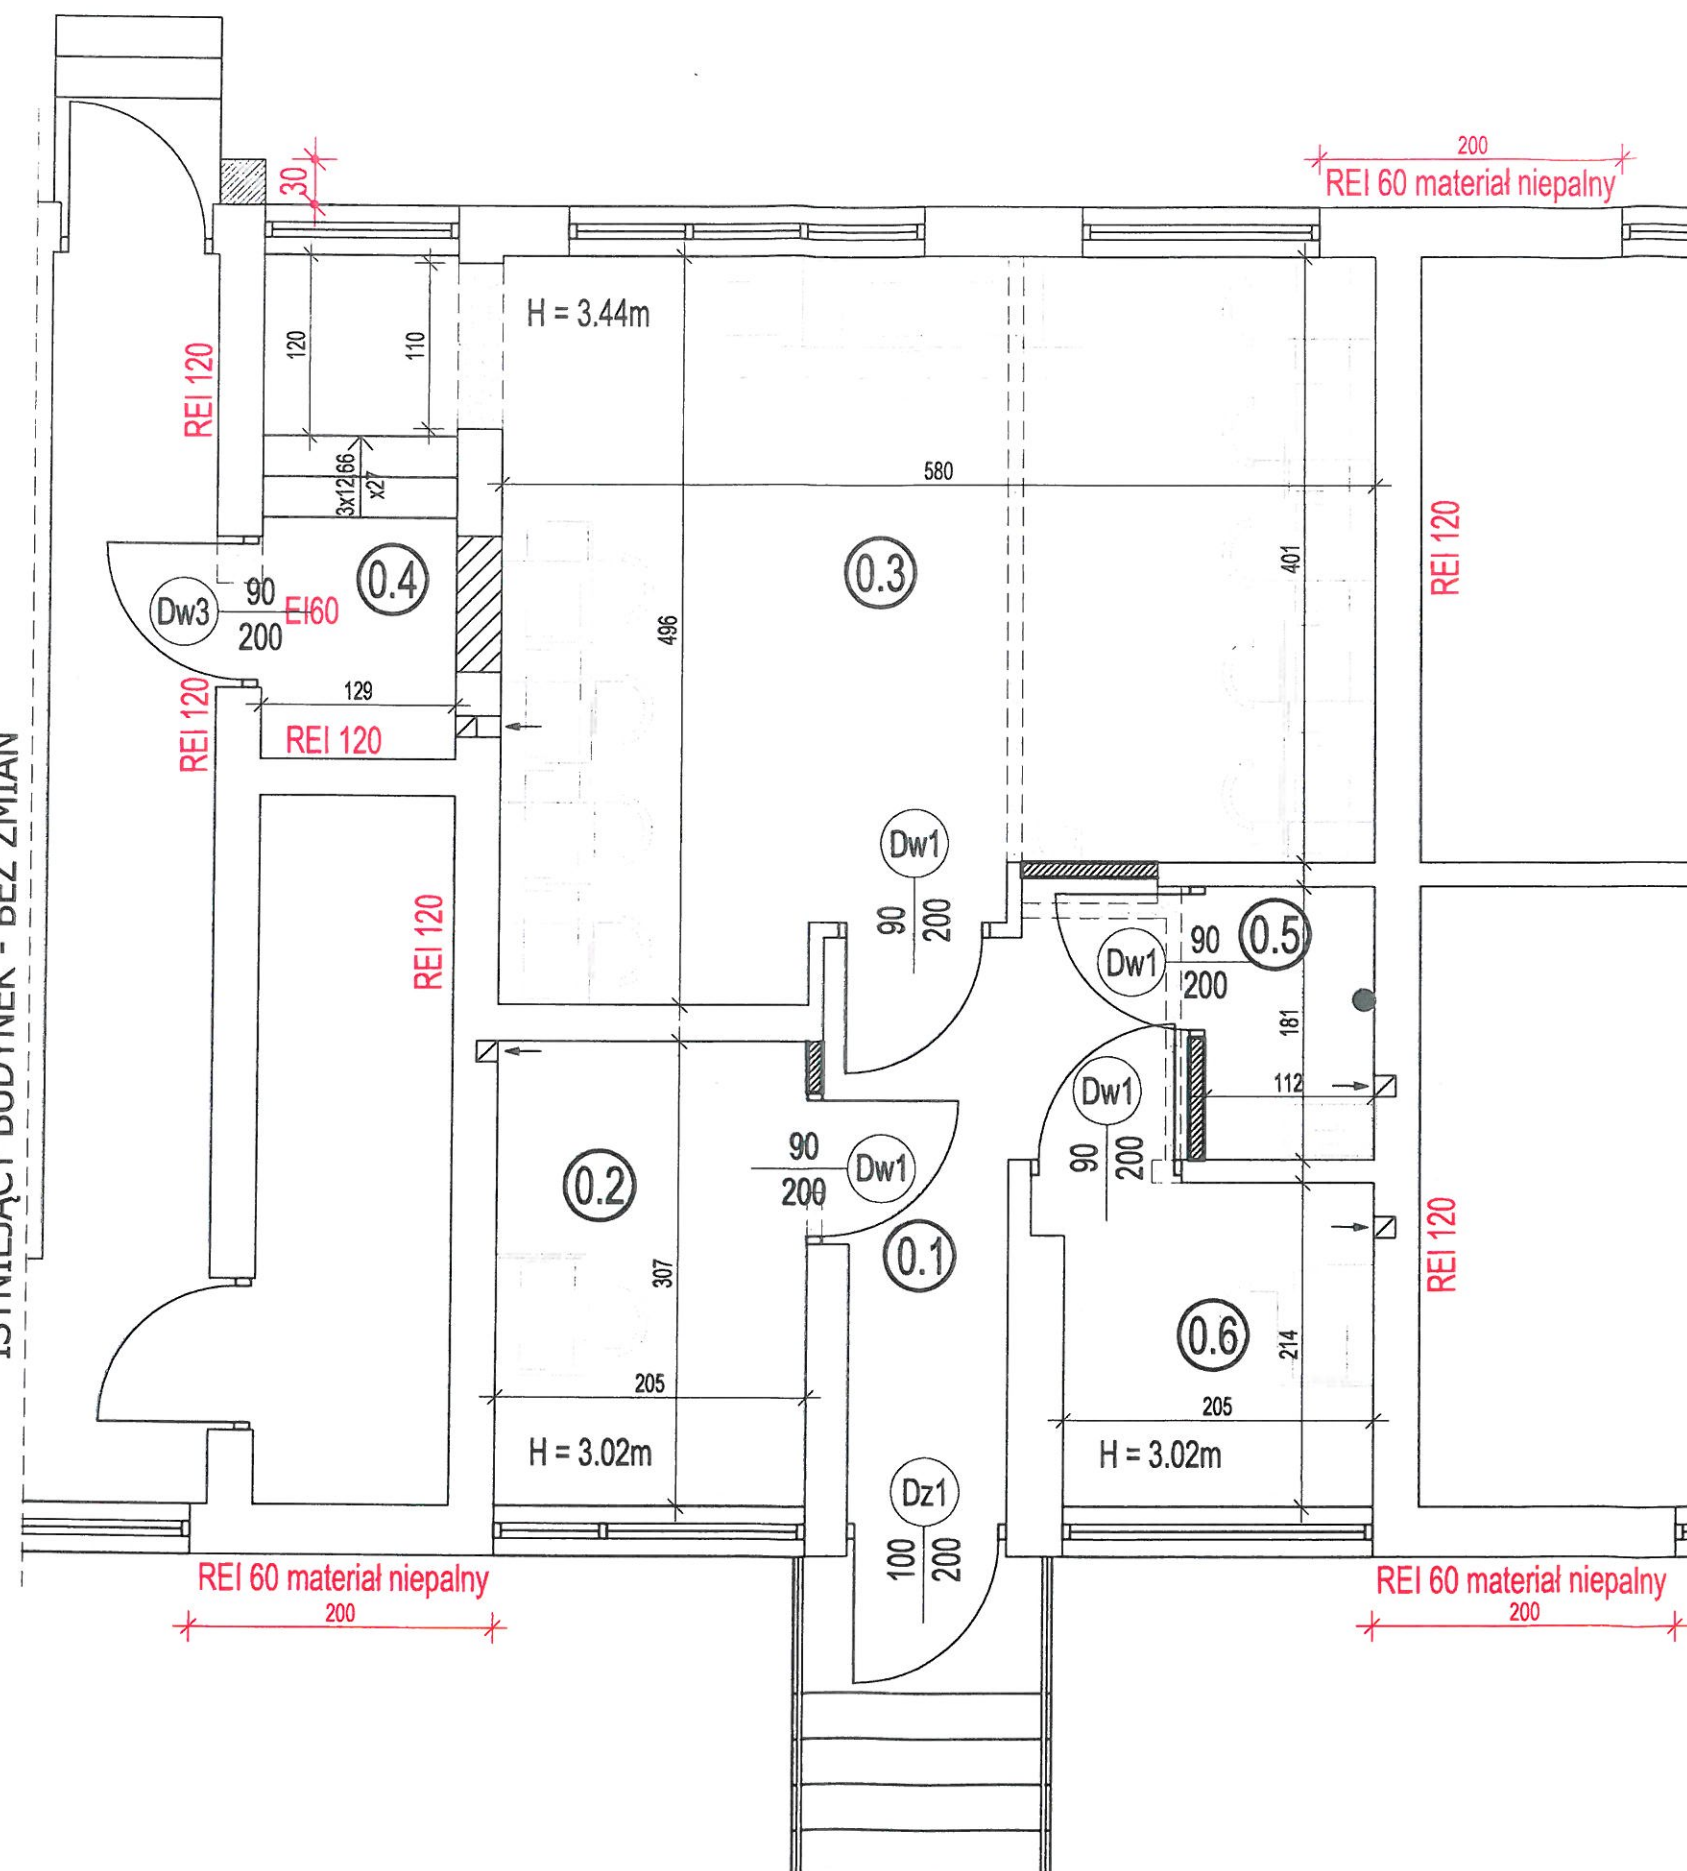 200
REI 60 materiał niepalny
30
H = 3.44m
120
110
REI 120
3x12,66
x27
580
0.3
401
REI 120
0.4
Dw3
90
200
EI60
496
129
REI 120
REI 120
ISTNIEJĄCY BUDYNEK - BEZ ZMIAN
Dw1
90
200
REI 120
Dw1
90
200
0.5
181
112
Dw1
90
200
90
200
Dw1
0.2
0.1
307
REI 120
0.6
214
205
205
H = 3.02m
H = 3.02m
Dz1
100
200
REI 60 materiał niepalny
200
REI 60 materiał niepalny
200